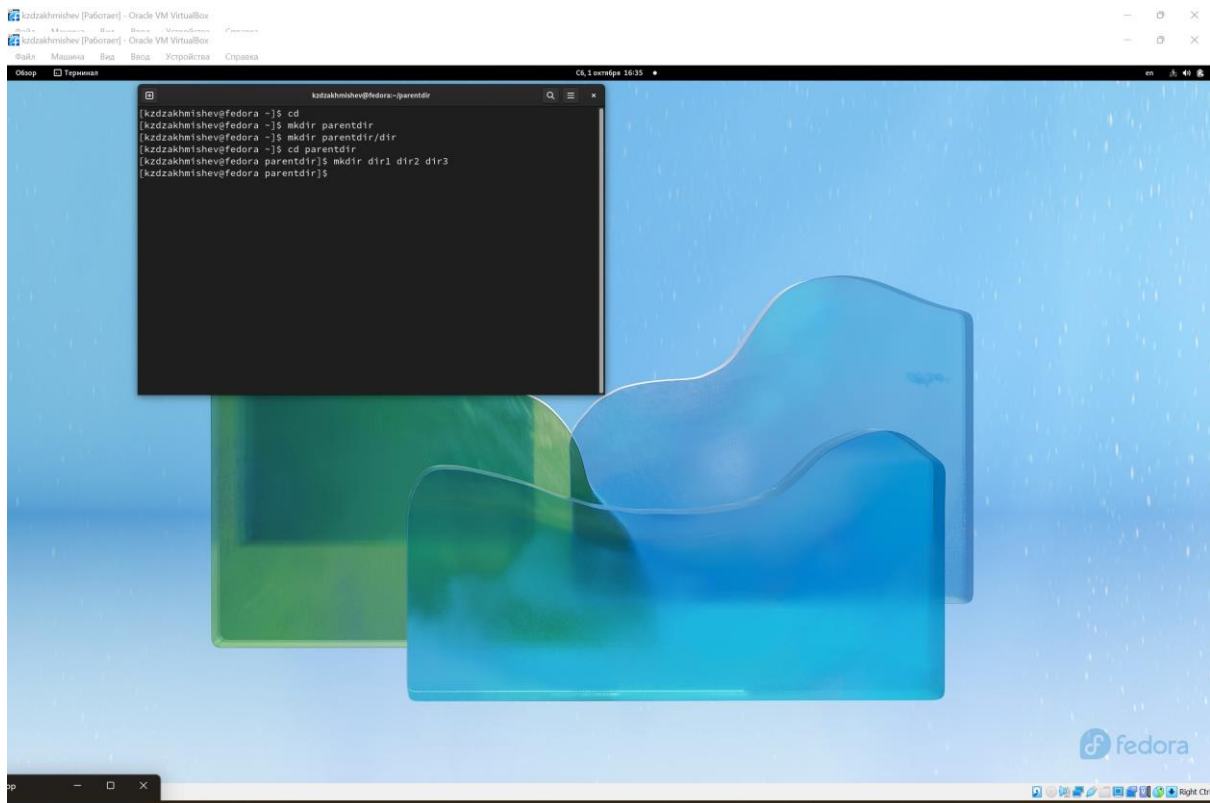 kzdzakhmishev [Работает] - Oracle VM VirtualBox
kzdzakhmishev [Работает] - Oracle VM VirtualBox
Файл Машина Вид Ввод Устройства Справка
Обзор Терминал Сб, 1 октября 16:35 en
kzdzakhmishev@fedora:~/parentdir
[kzdzakhmishev@fedora ~]$ cd
[kzdzakhmishev@fedora ~]$ mkdir parentdir
[kzdzakhmishev@fedora ~]$ mkdir parentdir/dir
[kzdzakhmishev@fedora ~]$ cd parentdir
[kzdzakhmishev@fedora parentdir]$ mkdir dir1 dir2 dir3
[kzdzakhmishev@fedora parentdir]$
fedora
Right Ctr